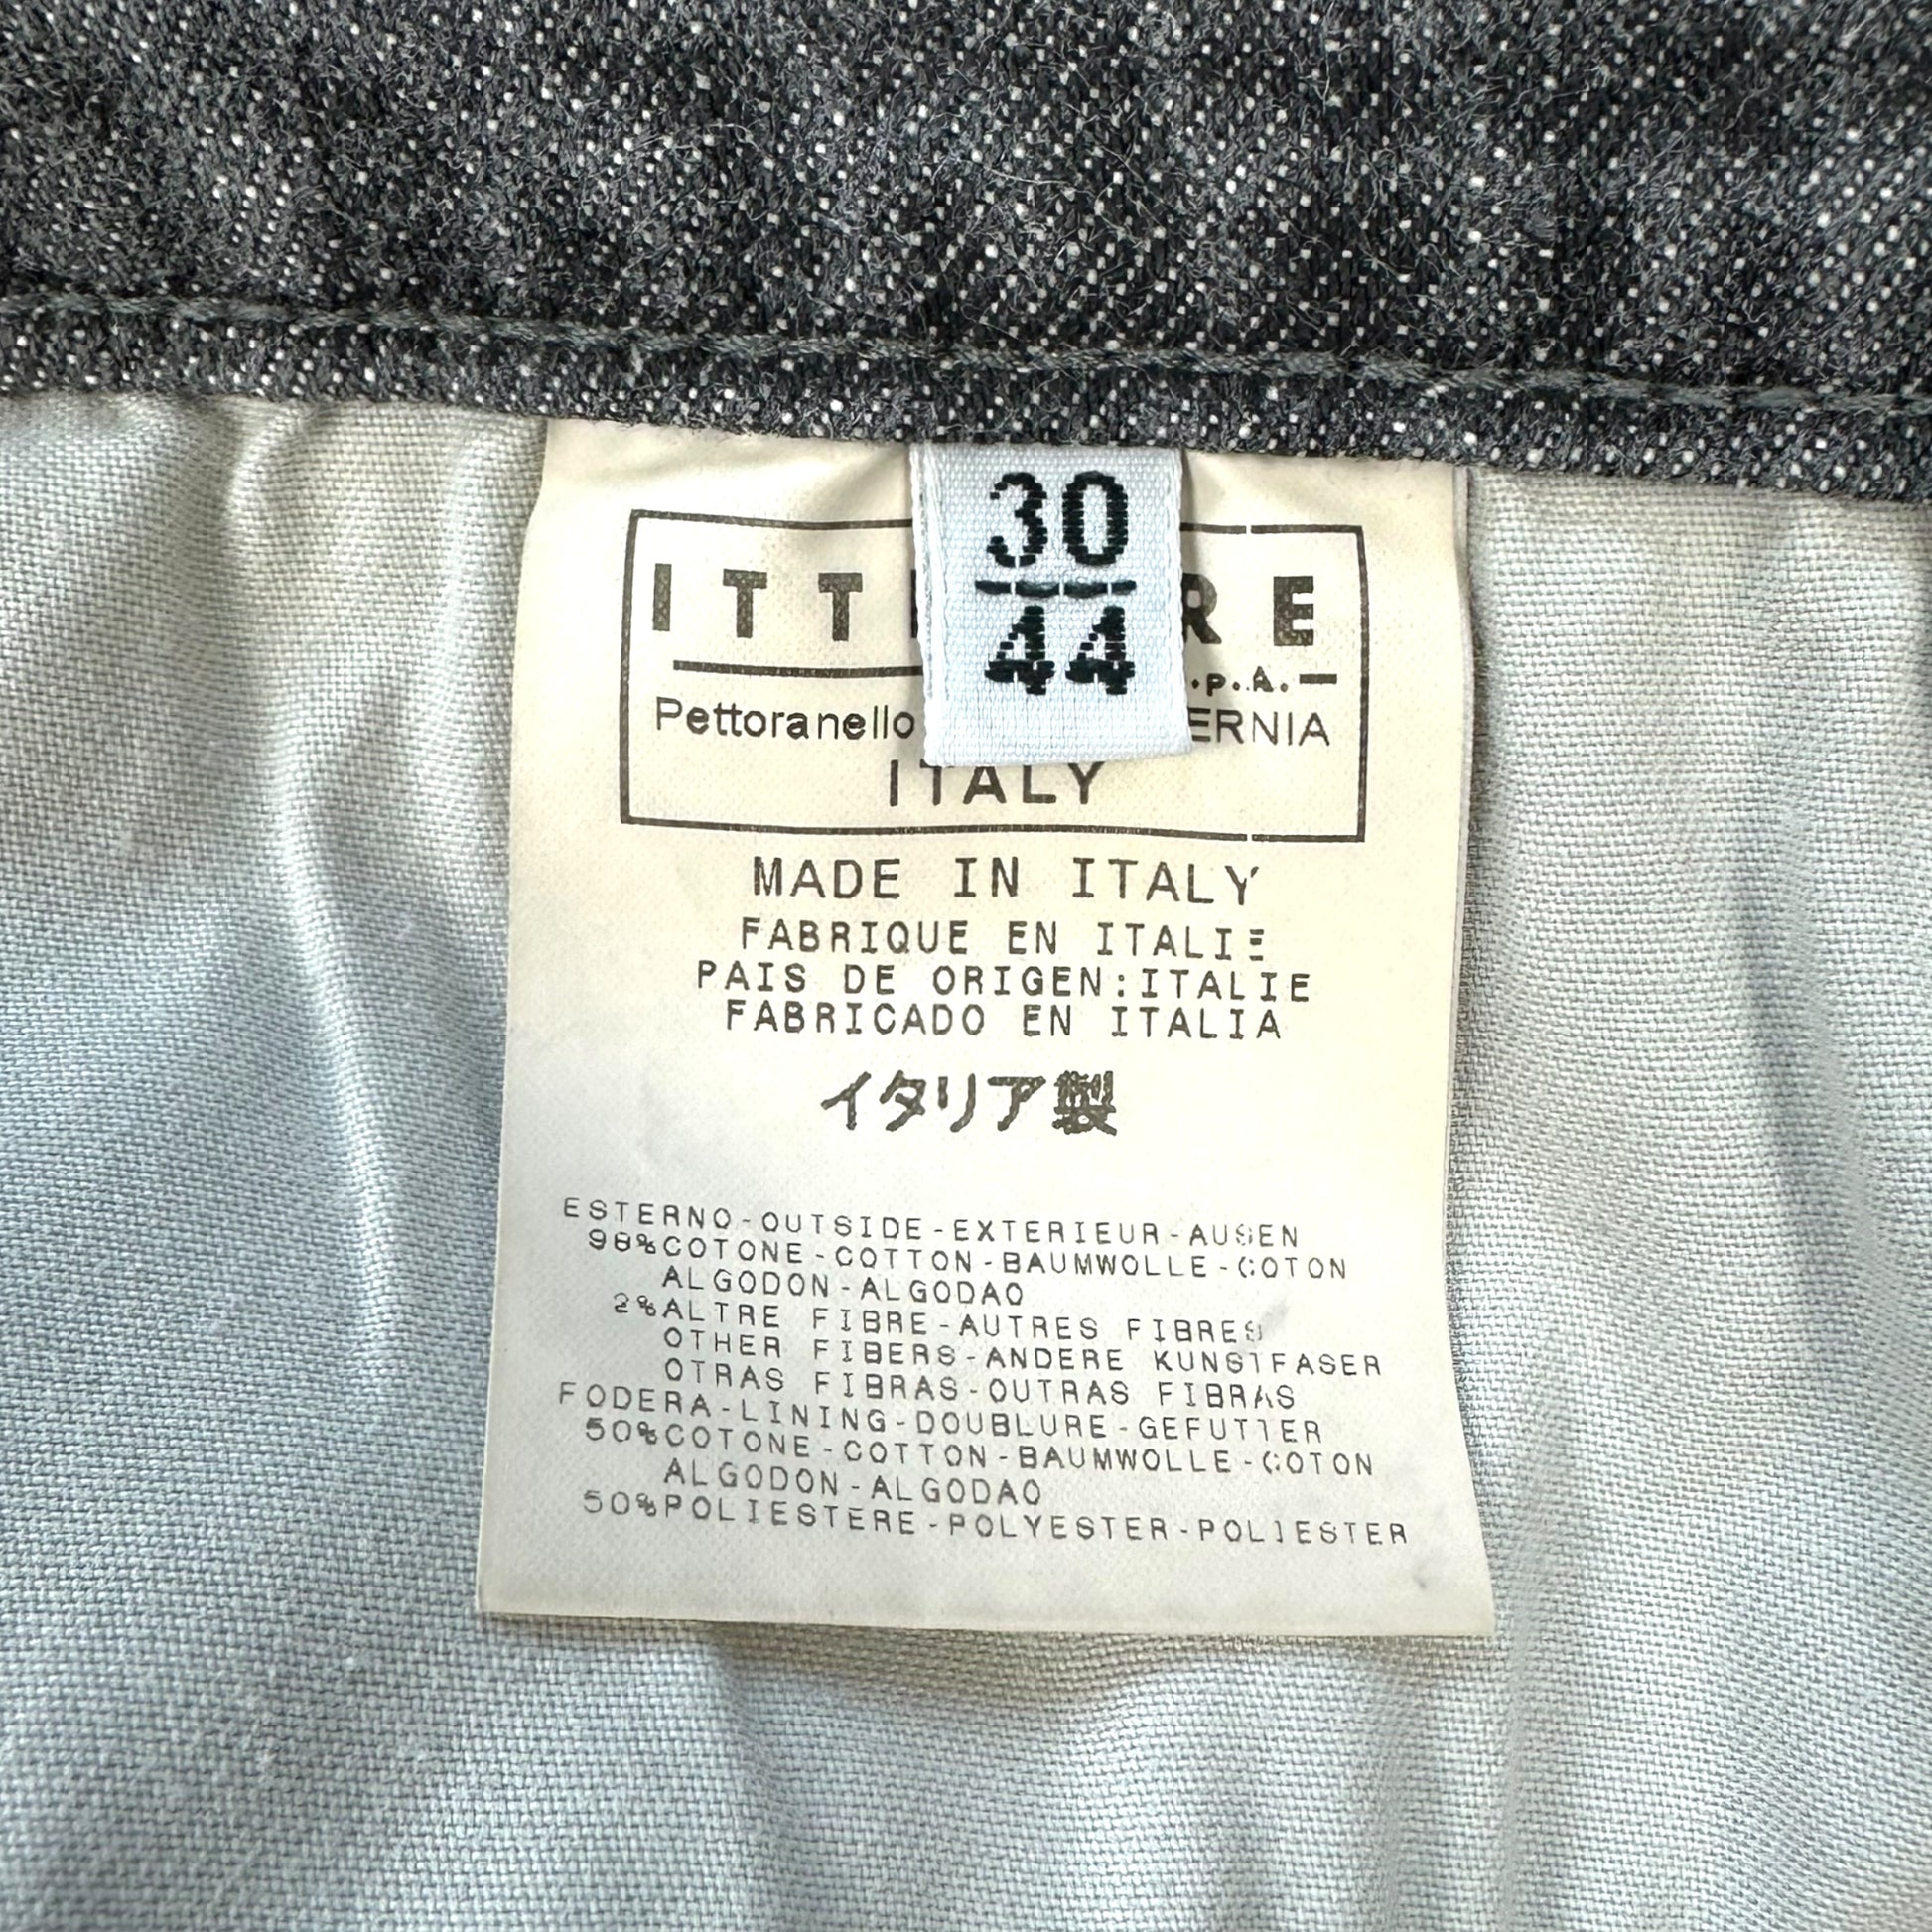 30
44
ITT RE
.p.A.
Pettoranello ERNIA
ITALY
MADE IN ITALY
FABRIQUE EN ITALIE
PAIS DE ORIGEN:ITALIE
FABRICADO EN ITALIA
イタリア製
ESTERNO-OUTSIDE-EXTERIEUR-AUSEN
98%COTONE-COTTON-BAUMWOLLE-COTON
ALGODON-ALGODAO
2%ALTRE FIBRE-AUTRES FIBRES
OTHER FIBERS-ANDERE KUNSTFASER
OTRAS FIBRAS-OUTRAS FIBRAS
FODERA-LINING-DOUBLURE-GEFUTTER
50%COTONE-COTTON-BAUMWOLLE-COTON
ALGODON-ALGODAO
50%POLIESTERE-POLYESTER-POLIESTER